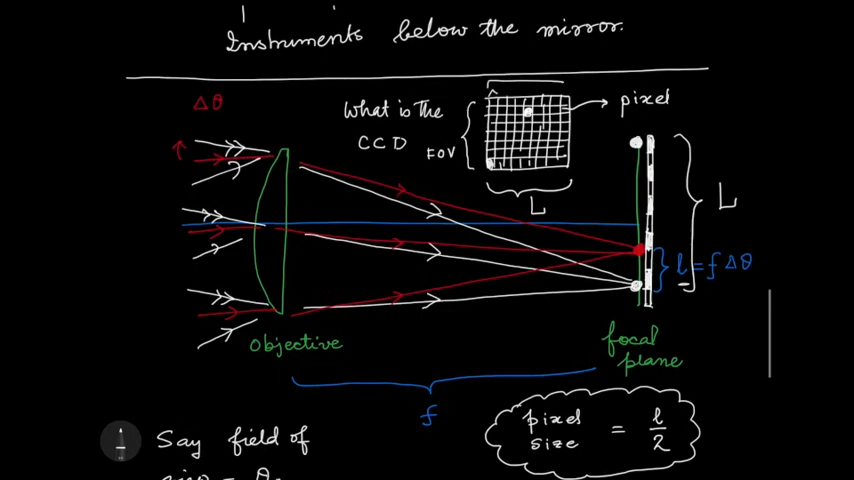 Instruments below the mirror.
Δθ
What is the
CCD FOV
pixel
L
L
l = f Δθ
Objective
focal
plane
f
pixel
size = l/2
Say field of